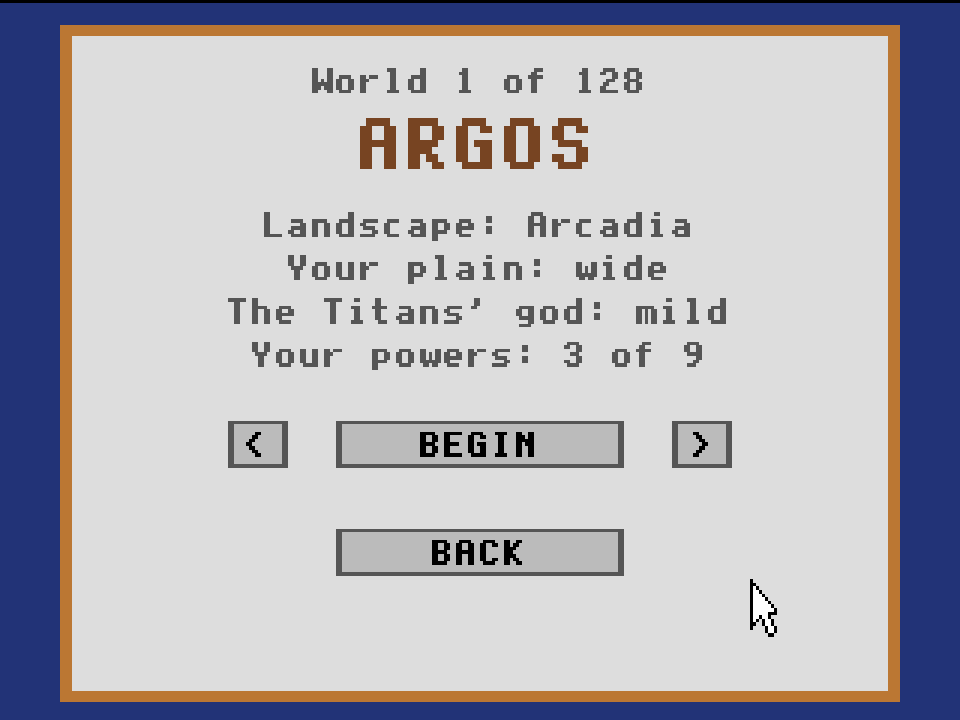 World 1 of 128
ARGOS
Landscape: Arcadia
Your plain: wide
The Titans' god: mild
Your powers: 3 of 9
< BEGIN >
BACK